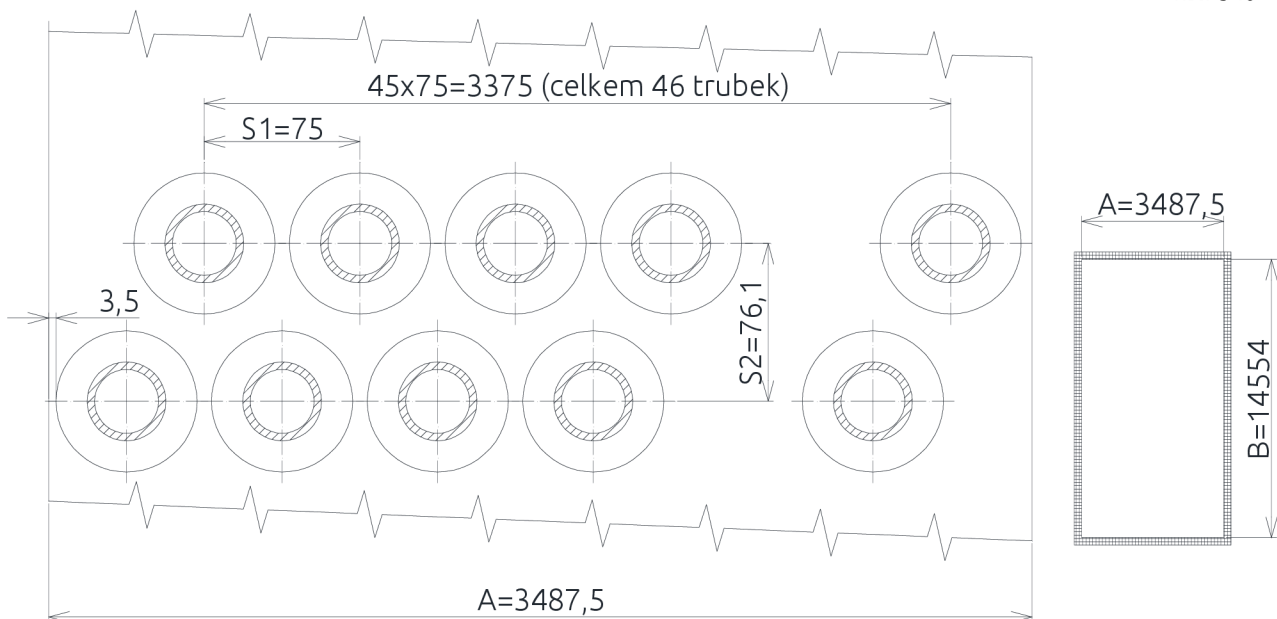 45x75=3375 (celkem 46 trubek)
S1=75
3,5
S2=76,1
A=3487,5
A=3487,5
B=14554